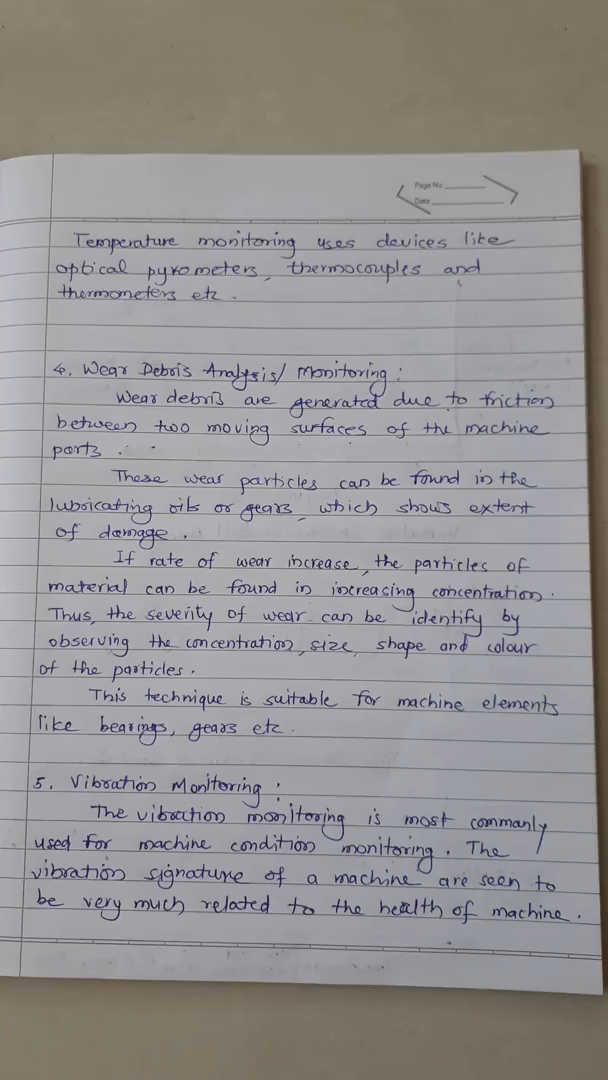 Page No.
Date
Temperature monitoring uses devices like
optical pyrometers, thermocouples and
thermometers etc.
4. Wear Debris Analysis/ Monitoring:
Wear debris are generated due to friction
between two moving surfaces of the machine
parts.
These wear particles can be found in the
lubricating oils or gears, which shows extent
of damage.
If rate of wear increase, the particles of
material can be found in increasing concentration.
Thus, the severity of wear can be identify by
observing the concentration, size, shape and colour
of the particles.
This technique is suitable for machine elements
like bearings, gears etc.
5. Vibration Monitoring:
The vibration monitoring is most commanly
used for machine condition monitoring. The
vibration signature of a machine are seen to
be very much related to the health of machine.